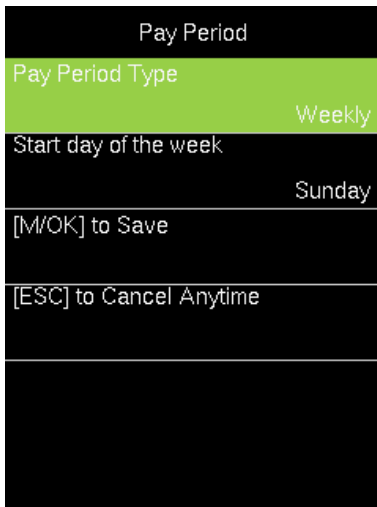 Pay Period
Pay Period Type
Weekly
Start day of the week
Sunday
[M/OK] to Save
[ESC] to Cancel Anytime